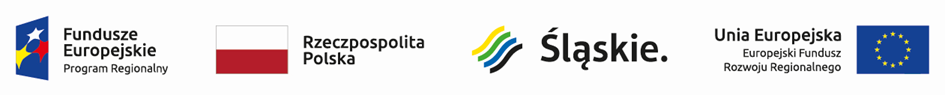 Fundusze
Europejskie
Program Regionalny
Rzeczpospolita
Polska
Śląskie.
Unia Europejska
Europejski Fundusz
Rozwoju Regionalnego